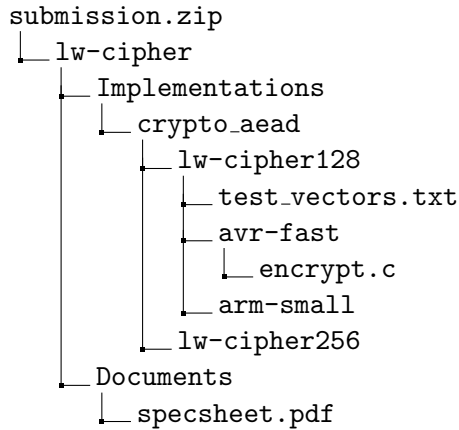 submission.zip
lw-cipher
Implementations
crypto_aead
lw-cipher128
test_vectors.txt
avr-fast
encrypt.c
arm-small
lw-cipher256
Documents
specsheet.pdf